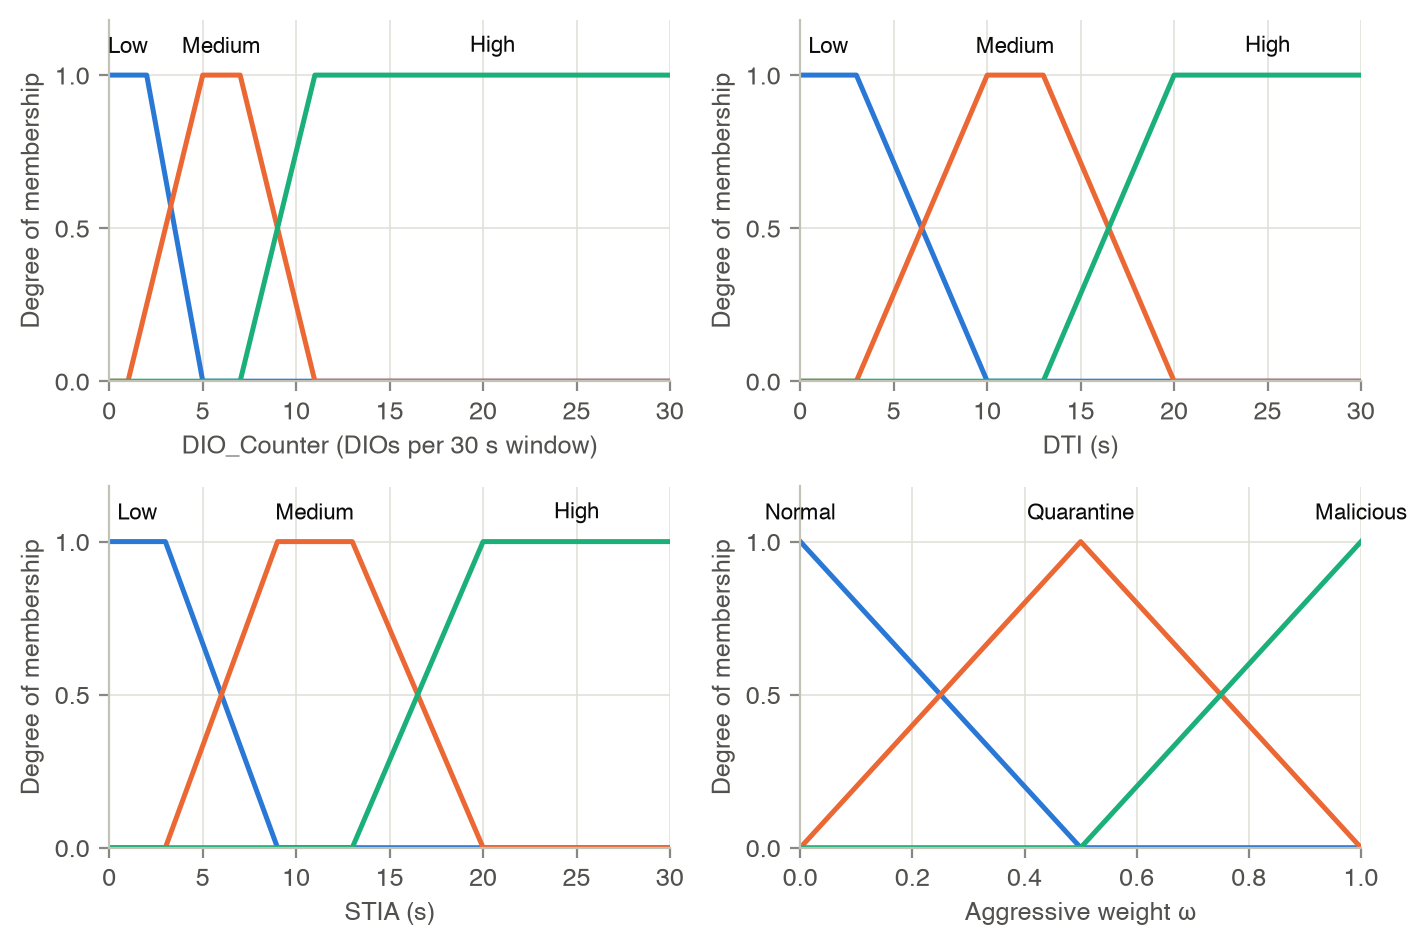 Low Medium High
Degree of membership
1.0
0.5
0.0
0 5 10 15 20 25 30
DIO_Counter (DIOs per 30 s window)
Low Medium High
Degree of membership
1.0
0.5
0.0
0 5 10 15 20 25 30
DTI (s)
Low Medium High
Degree of membership
1.0
0.5
0.0
0 5 10 15 20 25 30
STIA (s)
Normal Quarantine Malicious
Degree of membership
1.0
0.5
0.0
0.0 0.2 0.4 0.6 0.8 1.0
Aggressive weight ω